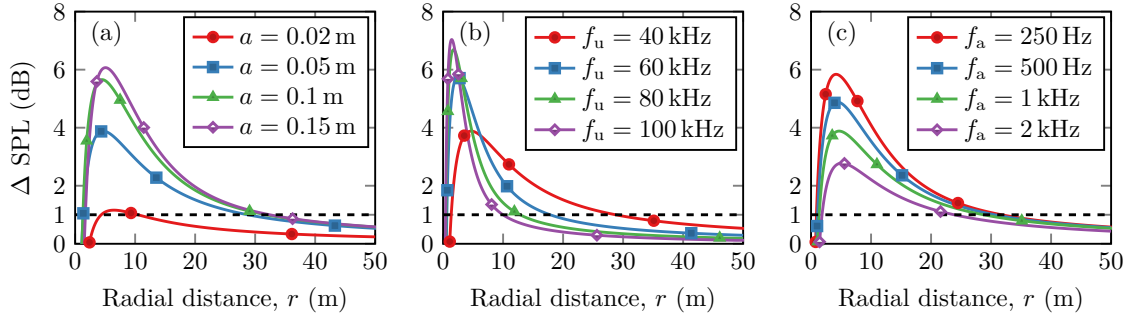 Δ SPL (dB)
8
6
4
2
1
0
(a)
a = 0.02 m
a = 0.05 m
a = 0.1 m
a = 0.15 m
0 10 20 30 40 50
Radial distance, r (m)
8
6
4
2
1
0
(b)
f_u = 40 kHz
f_u = 60 kHz
f_u = 80 kHz
f_u = 100 kHz
0 10 20 30 40 50
Radial distance, r (m)
8
6
4
2
1
0
(c)
f_a = 250 Hz
f_a = 500 Hz
f_a = 1 kHz
f_a = 2 kHz
0 10 20 30 40 50
Radial distance, r (m)